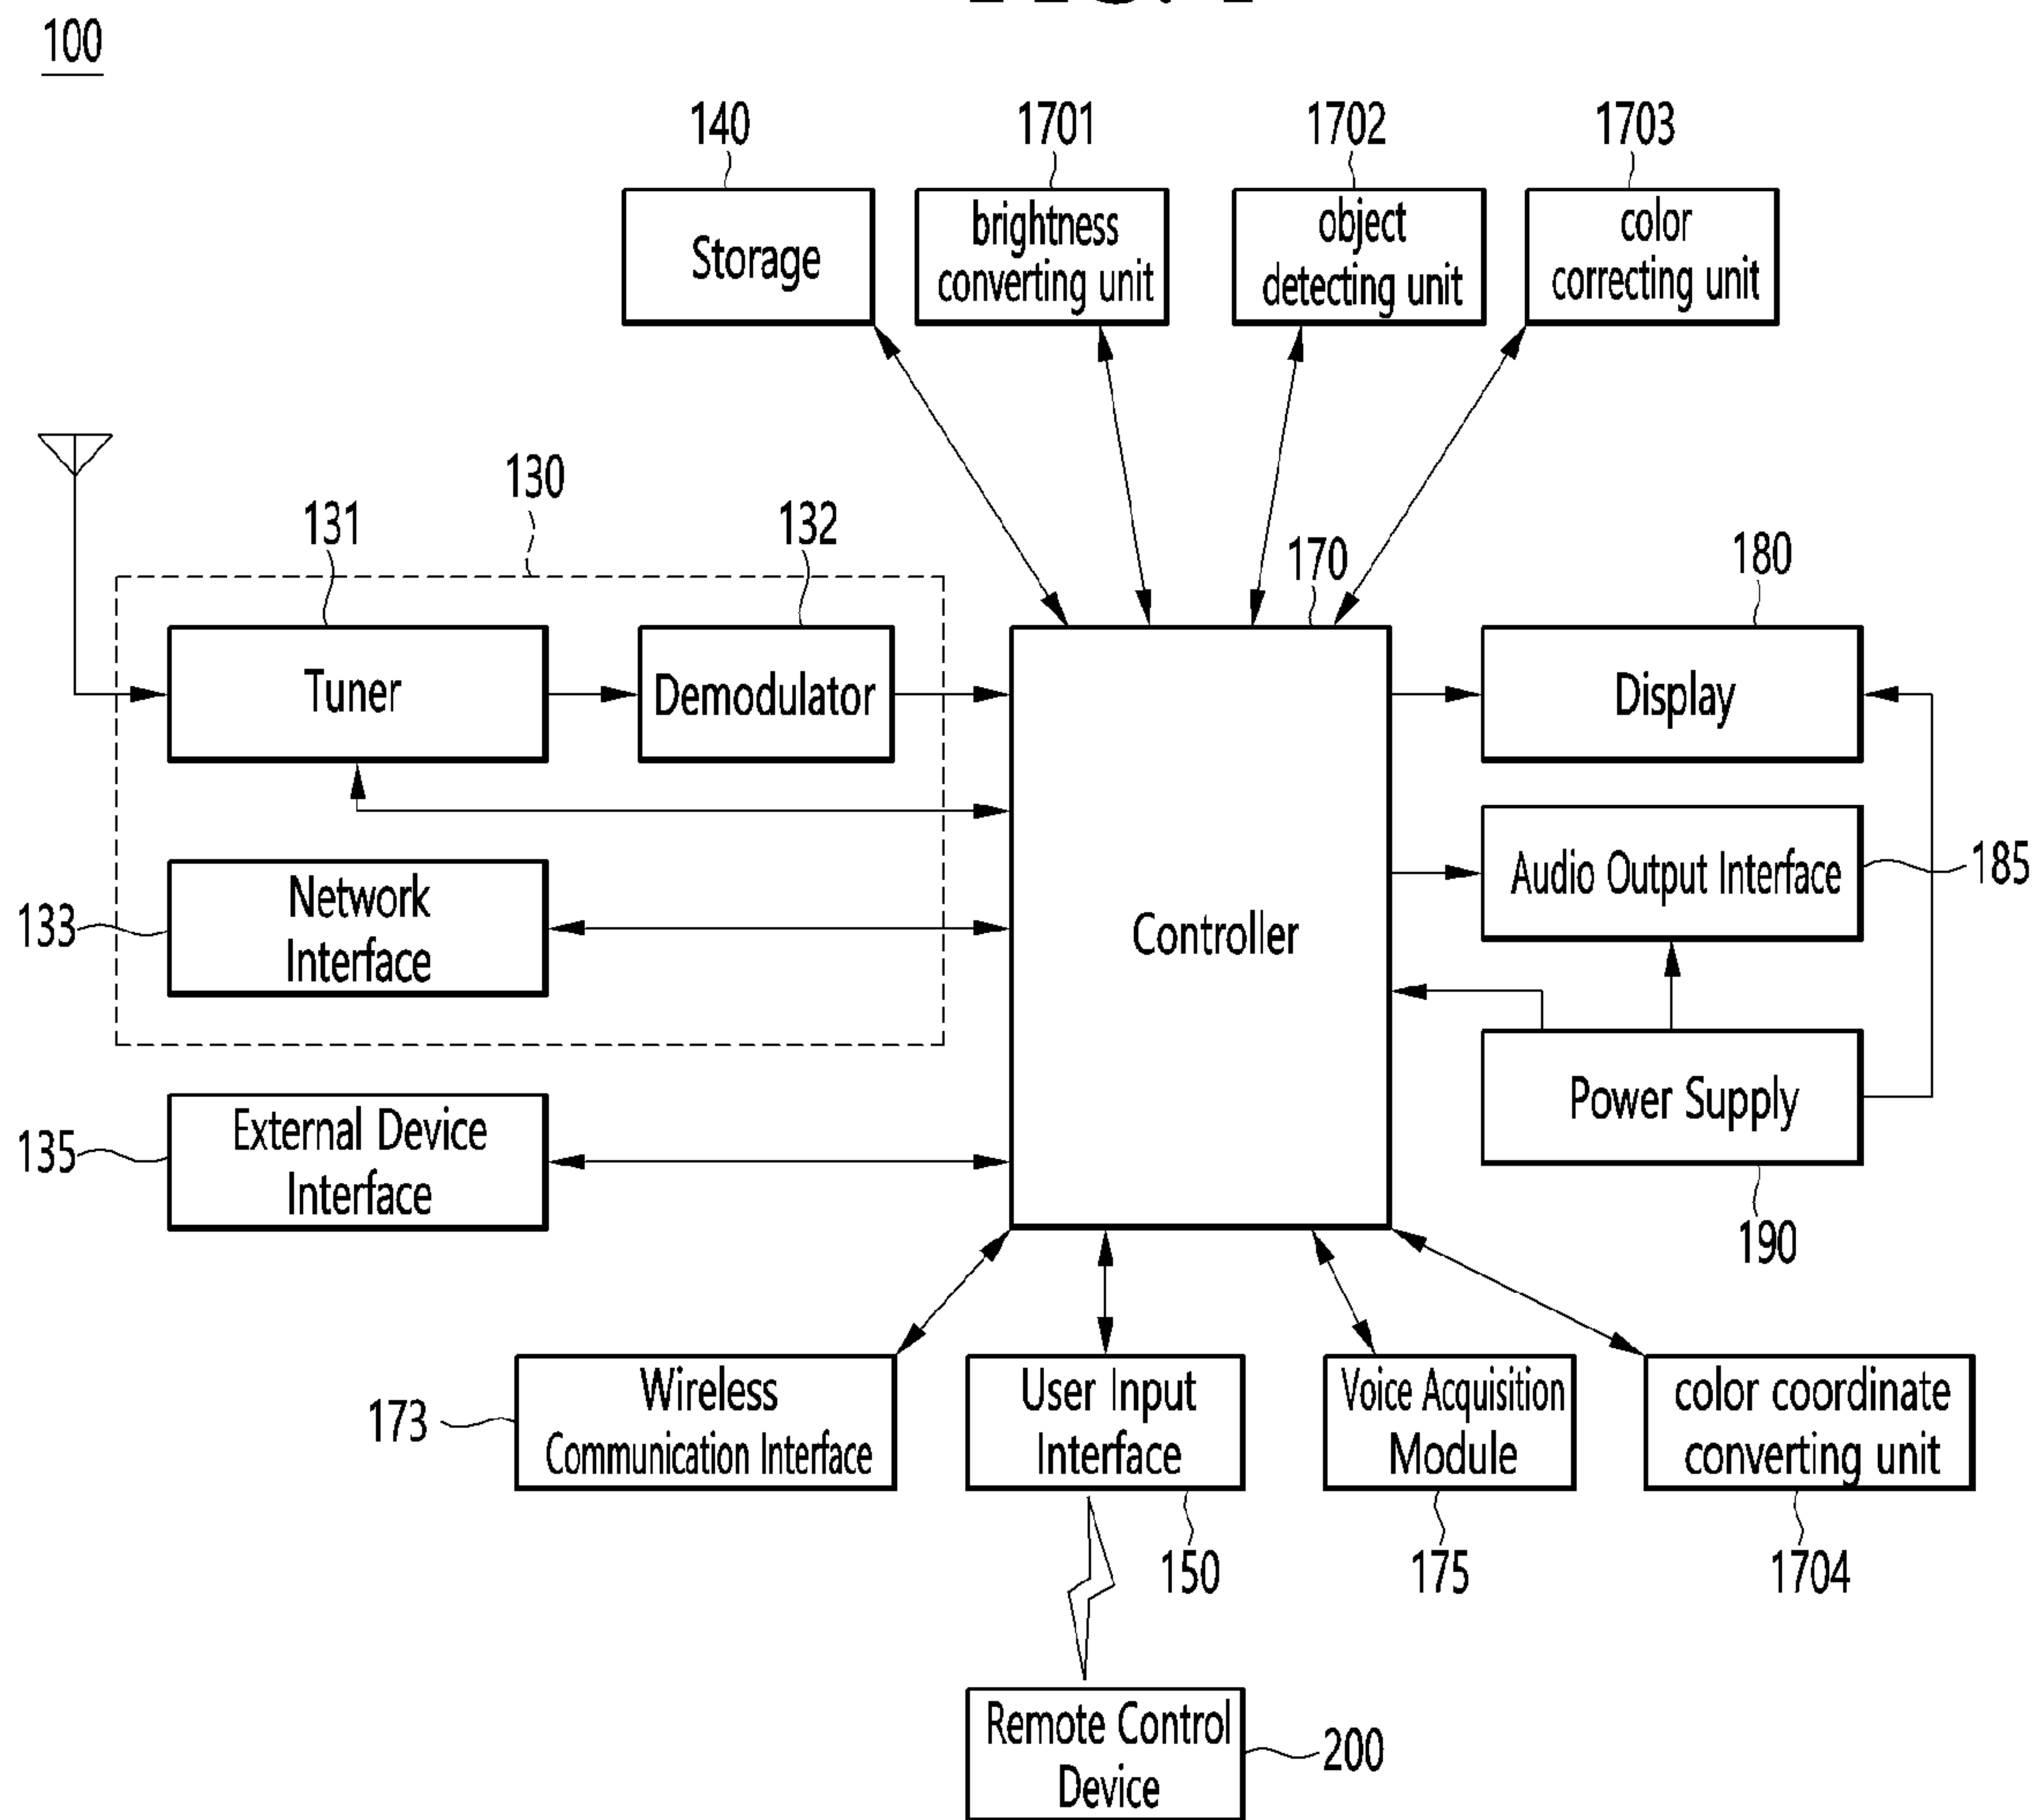 100
140
1701
1702
1703
Storage
brightness
converting unit
object
detecting unit
color
correcting unit
130
131
132
170
180
Tuner
Demodulator
Controller
Display
133
Network
Interface
Audio Output Interface
185
135
External Device
Interface
Power Supply
190
173
Wireless
Communication Interface
User Input
Interface
Voice Acquisition
Module
color coordinate
converting unit
150
175
1704
Remote Control
Device
200